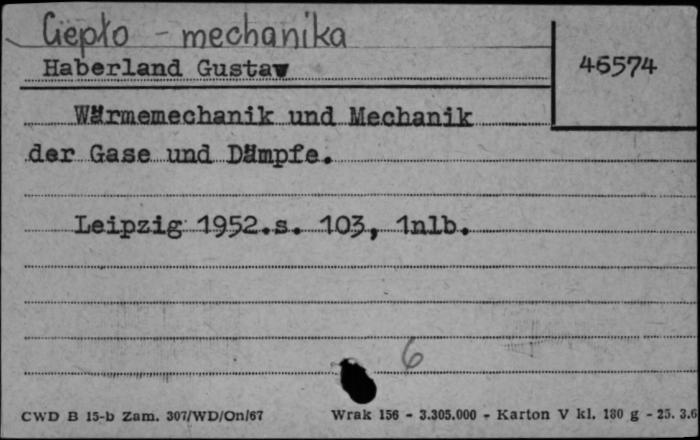 Ciepło - mechanika
Haberland Gustaw
46574
Wärmemechanik und Mechanik
der Gase und Dämpfe.
Leipzig 1952.s. 103, 1nlb.
6
CWD B 15-b Zam. 307/WD/On/67 Wrak 156 - 3.305.000 - Karton V kl. 180 g - 25. 3.6